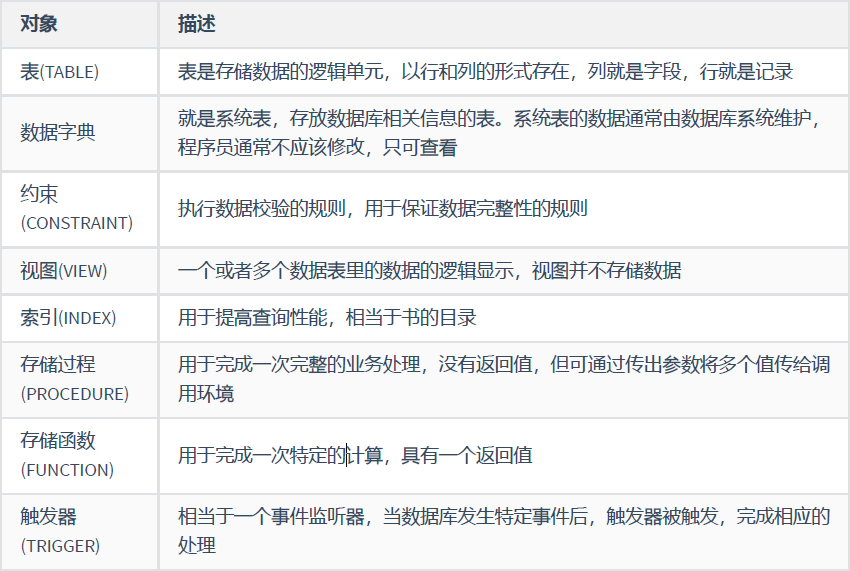 对象
描述
表(TABLE)
表是存储数据的逻辑单元，以行和列的形式存在，列就是字段，行就是记录
数据字典
就是系统表，存放数据库相关信息的表。系统表的数据通常由数据库系统维护，
程序员通常不应该修改，只可查看
约束
(CONSTRAINT)
执行数据校验的规则，用于保证数据完整性的规则
视图(VIEW)
一个或者多个数据表里的数据的逻辑显示，视图并不存储数据
索引(INDEX)
用于提高查询性能，相当于书的目录
存储过程
(PROCEDURE)
用于完成一次完整的业务处理，没有返回值，但可通过传出参数将多个值传给调
用环境
存储函数
(FUNCTION)
用于完成一次特定的计算，具有一个返回值
触发器
(TRIGGER)
相当于一个事件监听器，当数据库发生特定事件后，触发器被触发，完成相应的
处理